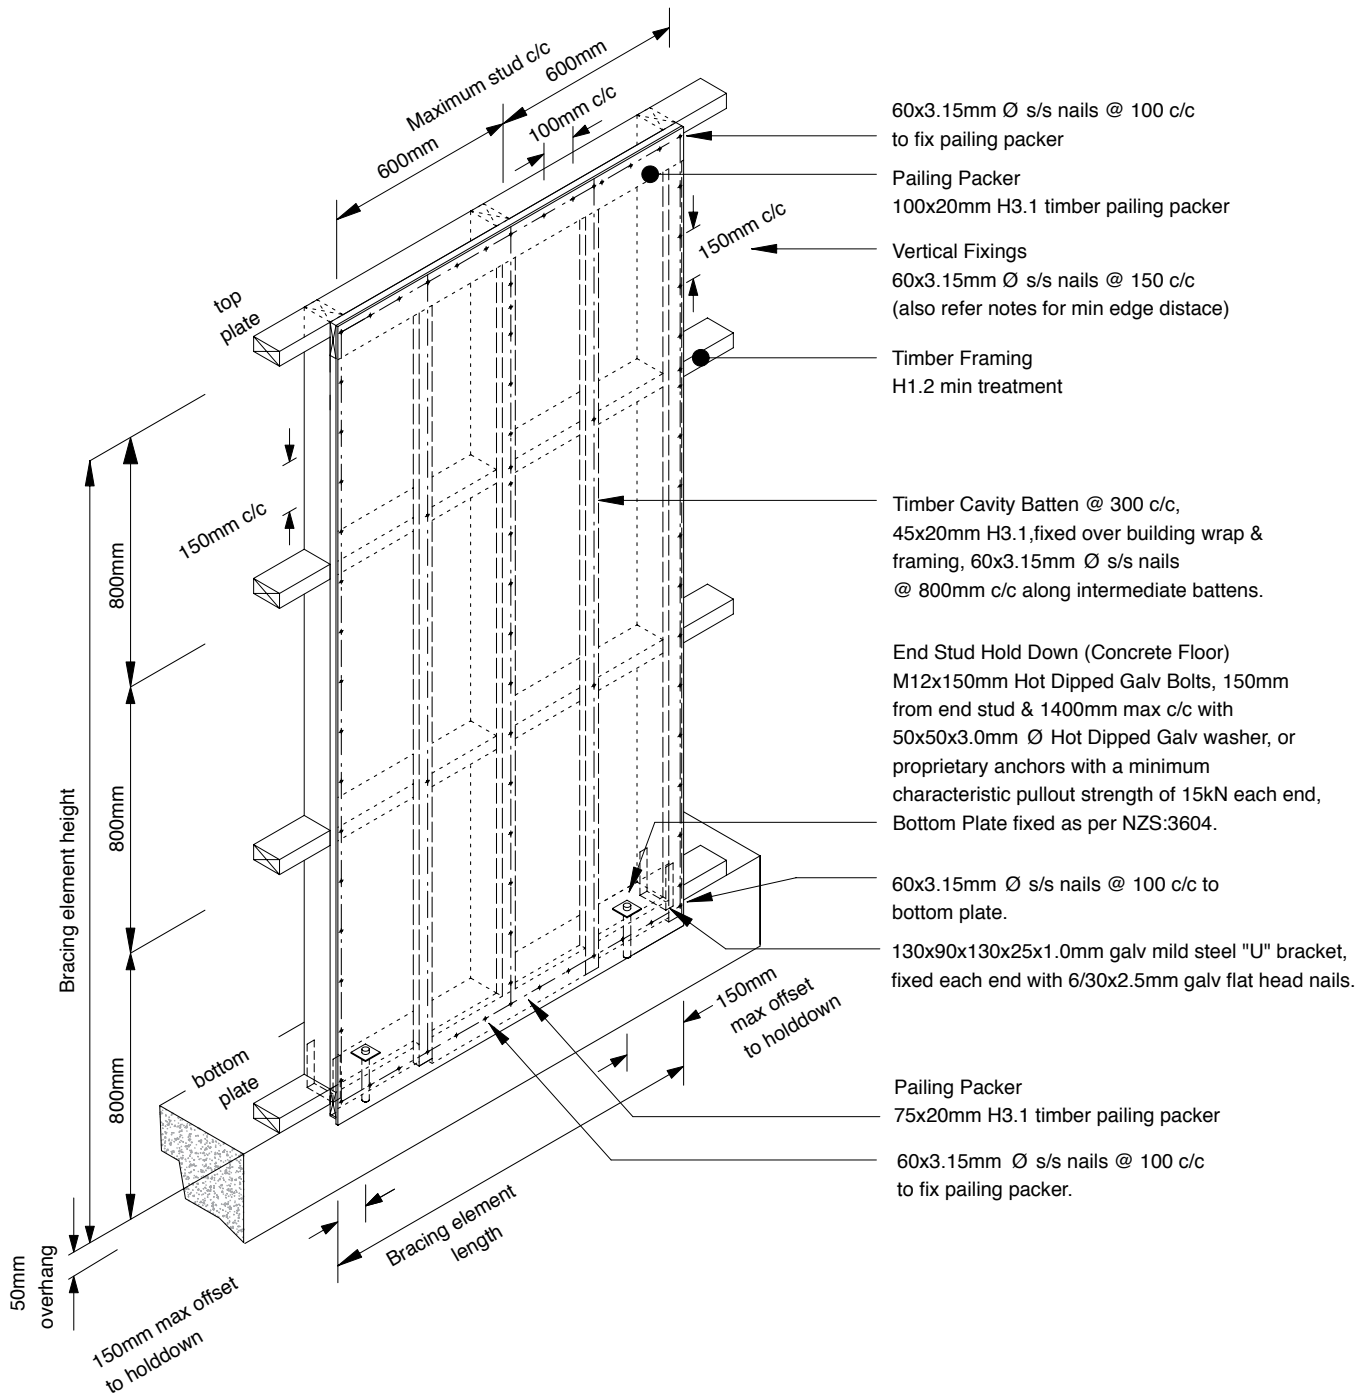 Maximum stud c/c
600mm
600mm
100mm c/c
150mm c/c
top
plate
150mm c/c
800mm
800mm
800mm
Bracing element height
bottom
plate
50mm
overhang
150mm max offset
to holddown
Bracing element
length
150mm
max offset
to holddown
60x3.15mm Ø s/s nails @ 100 c/c
to fix pailing packer
Pailing Packer
100x20mm H3.1 timber pailing packer
Vertical Fixings
60x3.15mm Ø s/s nails @ 150 c/c
(also refer notes for min edge distace)
Timber Framing
H1.2 min treatment
Timber Cavity Batten @ 300 c/c,
45x20mm H3.1,fixed over building wrap &
framing, 60x3.15mm Ø s/s nails
@ 800mm c/c along intermediate battens.
End Stud Hold Down (Concrete Floor)
M12x150mm Hot Dipped Galv Bolts, 150mm
from end stud & 1400mm max c/c with
50x50x3.0mm Ø Hot Dipped Galv washer, or
proprietary anchors with a minimum
characteristic pullout strength of 15kN each end,
Bottom Plate fixed as per NZS:3604.
60x3.15mm Ø s/s nails @ 100 c/c to
bottom plate.
130x90x130x25x1.0mm galv mild steel "U" bracket,
fixed each end with 6/30x2.5mm galv flat head nails.
Pailing Packer
75x20mm H3.1 timber pailing packer
60x3.15mm Ø s/s nails @ 100 c/c
to fix pailing packer.